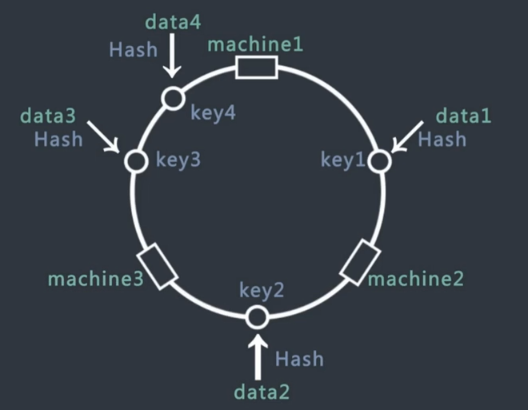 data4
Hash
machine1
key4
data3
Hash
key3
data1
Hash
key1
machine3
machine2
key2
Hash
data2